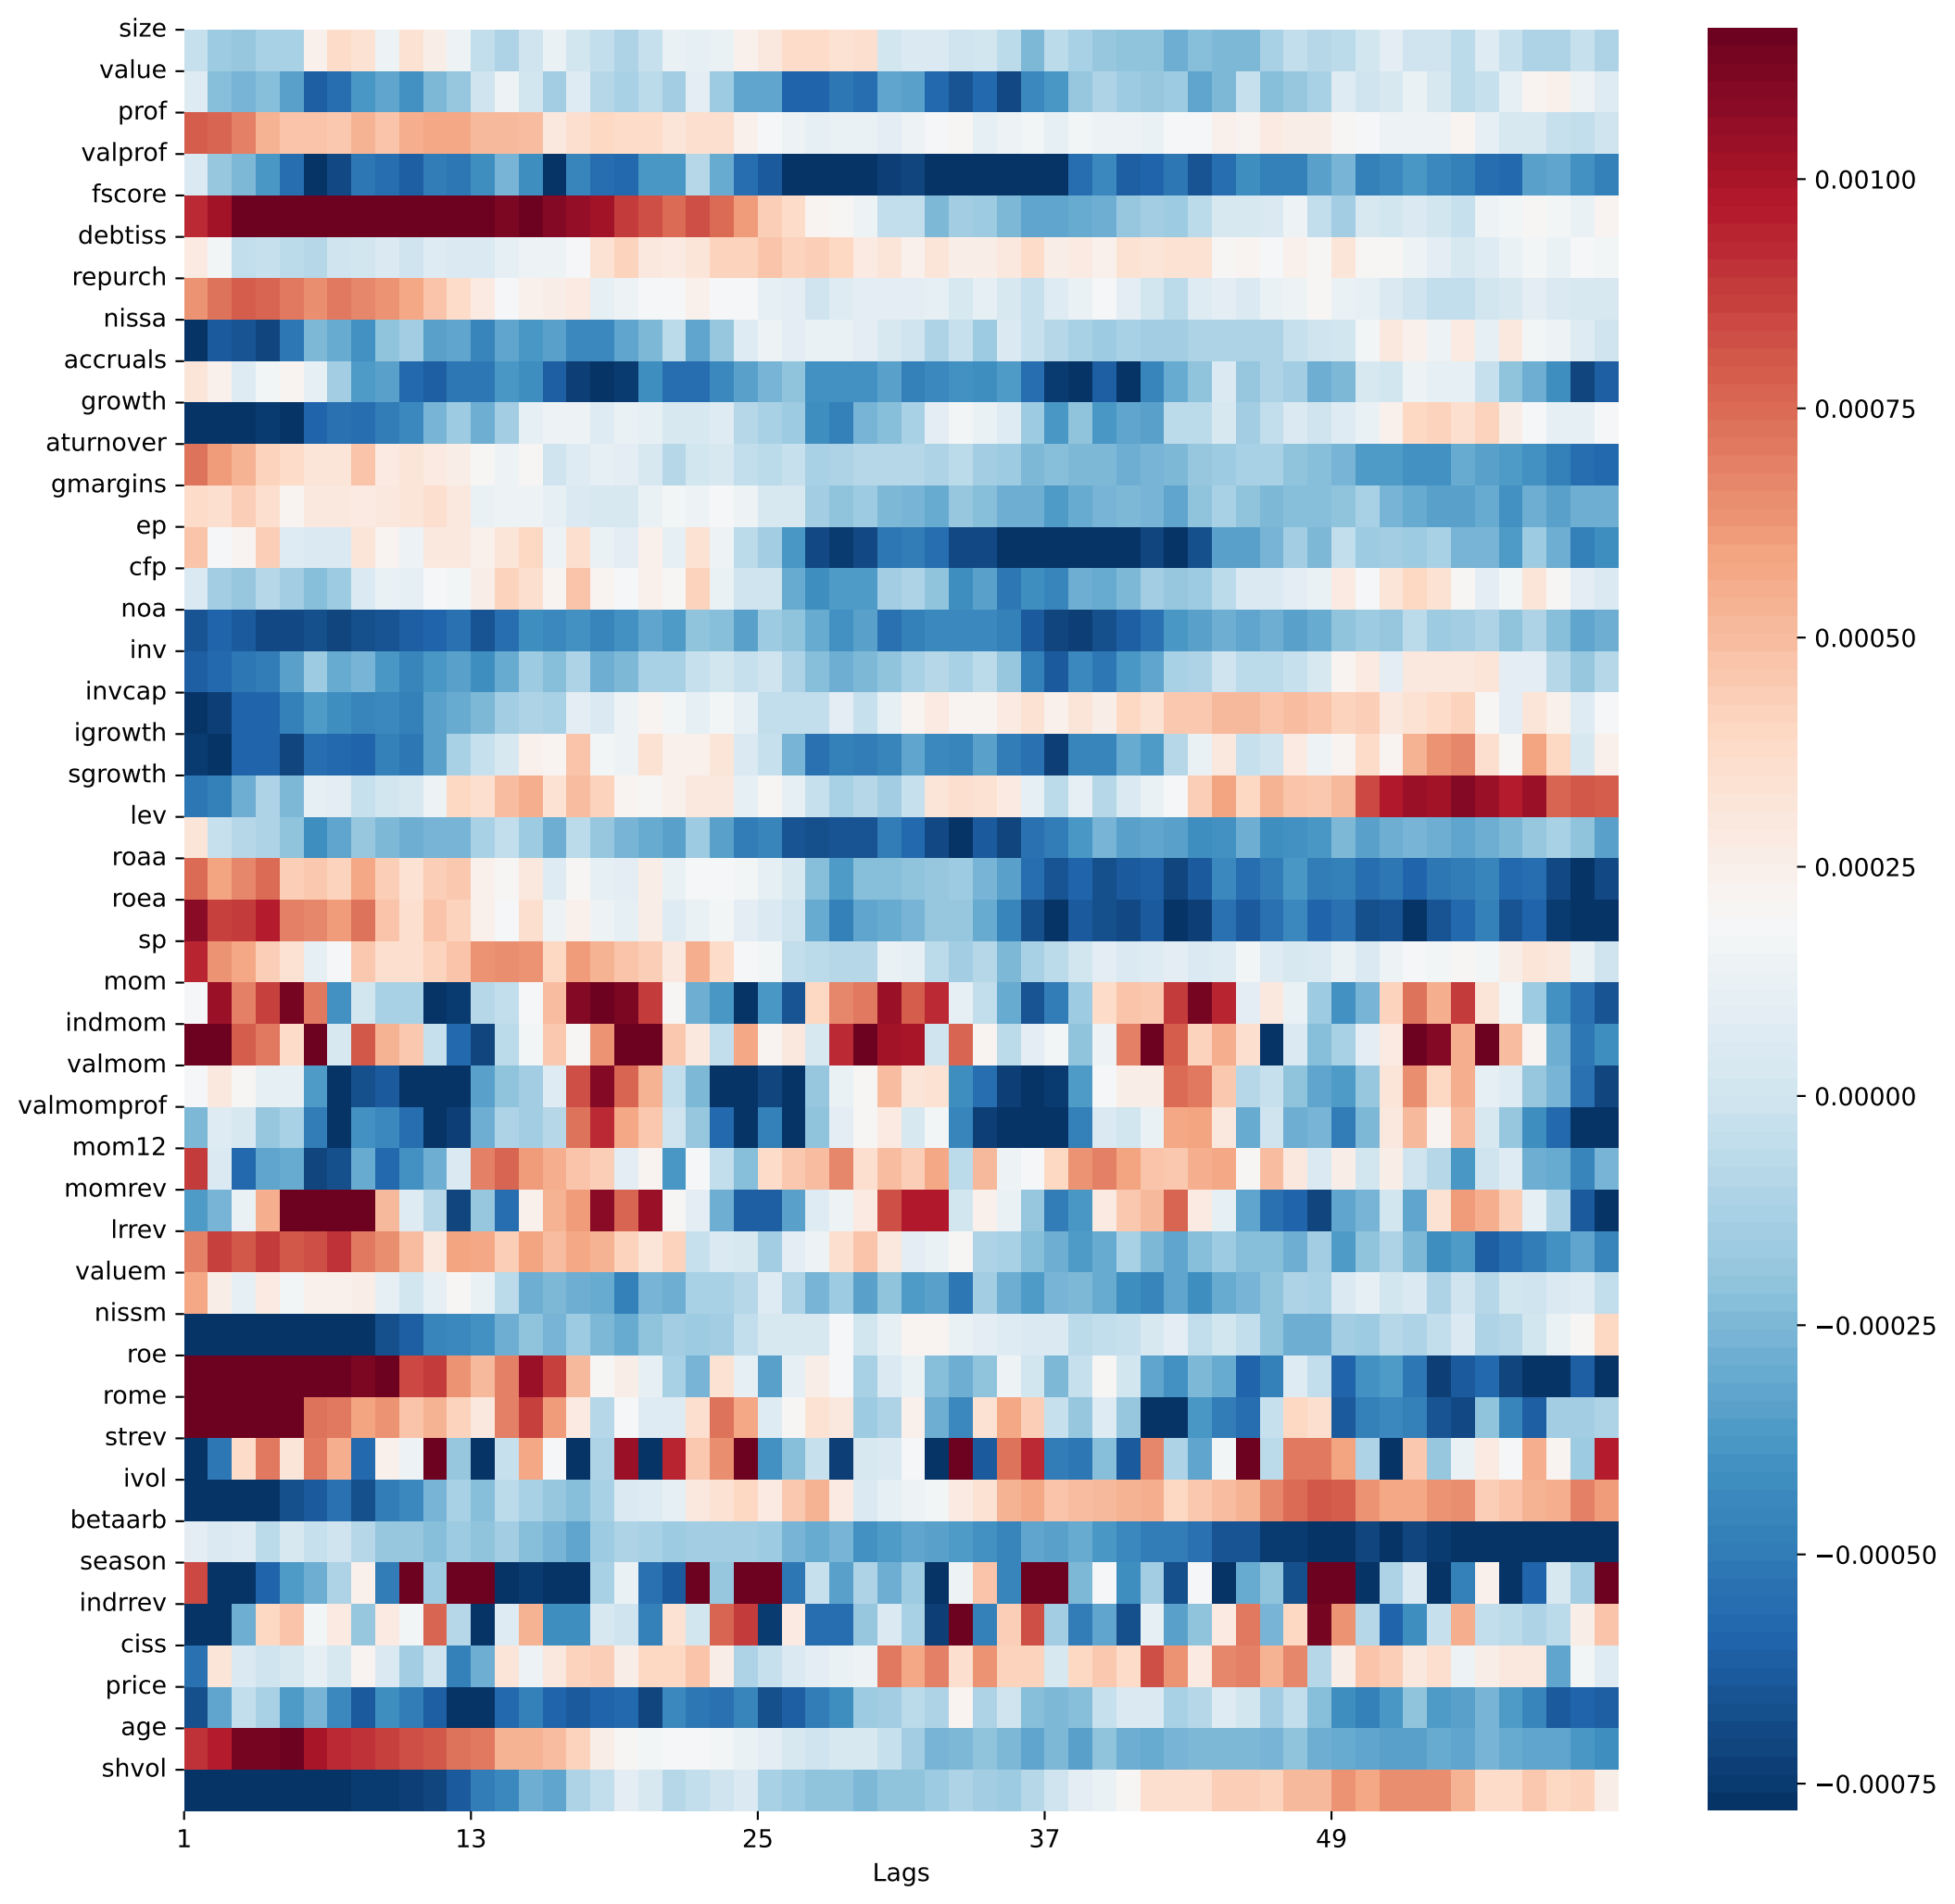 size
value
prof
valprof
fscore
debtiss
repurch
nissa
accruals
growth
aturnover
gmargins
ep
cfp
noa
inv
invcap
igrowth
sgrowth
lev
roaa
roea
sp
mom
indmom
valmom
valmomprof
mom12
momrev
lrrev
valuem
nissm
roe
rome
strev
ivol
betaarb
season
indrrev
ciss
price
age
shvol
1 13 25 37 49
Lags
0.00100
0.00075
0.00050
0.00025
0.00000
−0.00025
−0.00050
−0.00075